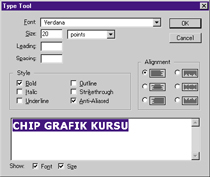 Type Tool
Font: Verdana
OK
Size: 20 points
Cancel
Leading:
Spacing:
Style
Alignment
Bold
Outline
Italic
Strikethrough
Underline
Anti-Aliased
CHIP GRAFIK KURSU
Show: Font Size